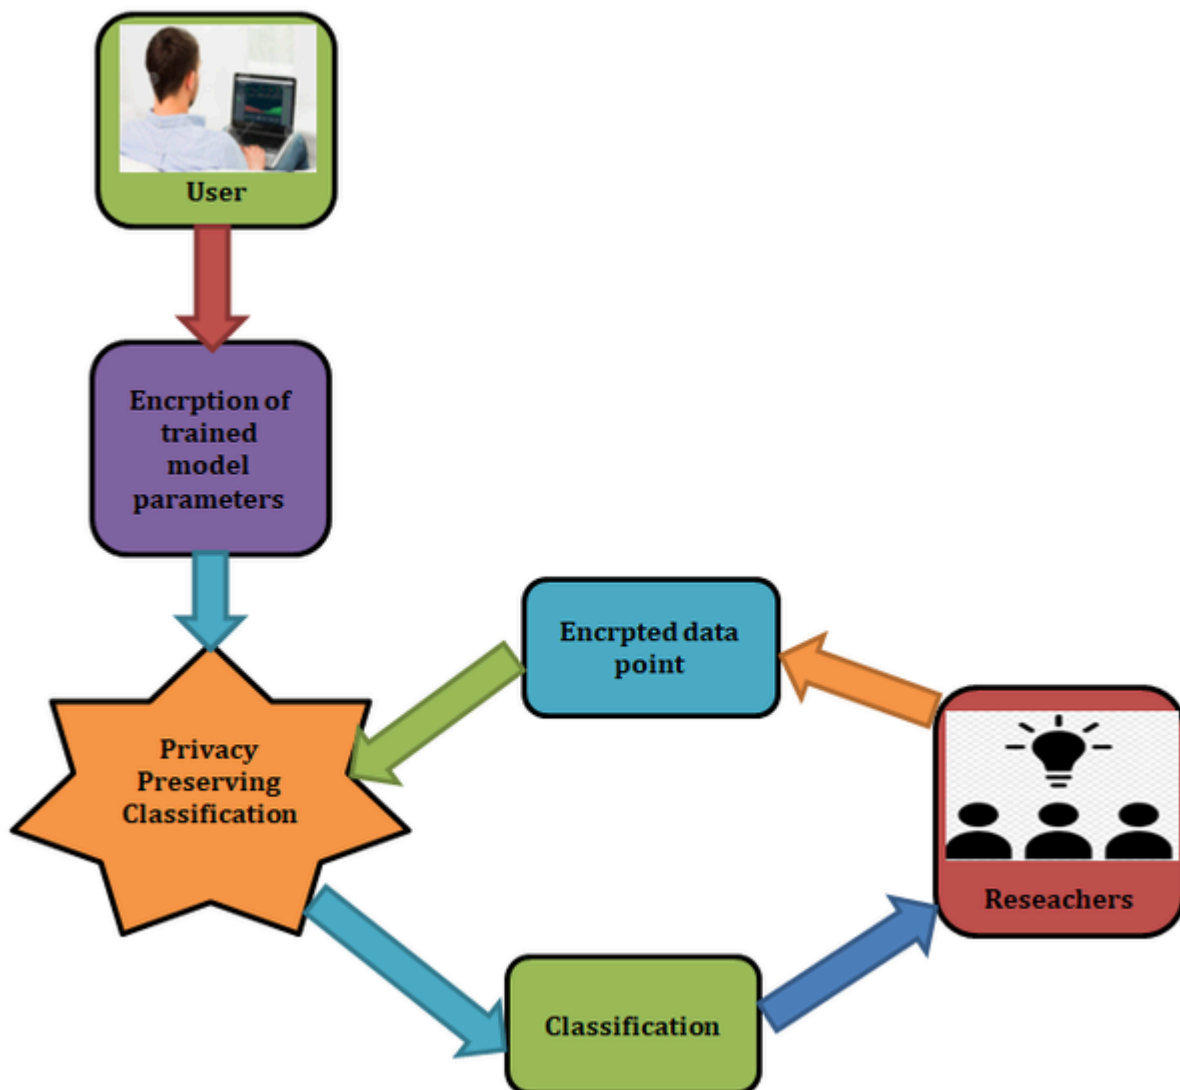 User
Encrption of
trained
model
parameters
Encrpted data
point
Privacy
Preserving
Classification
Reseachers
Classification